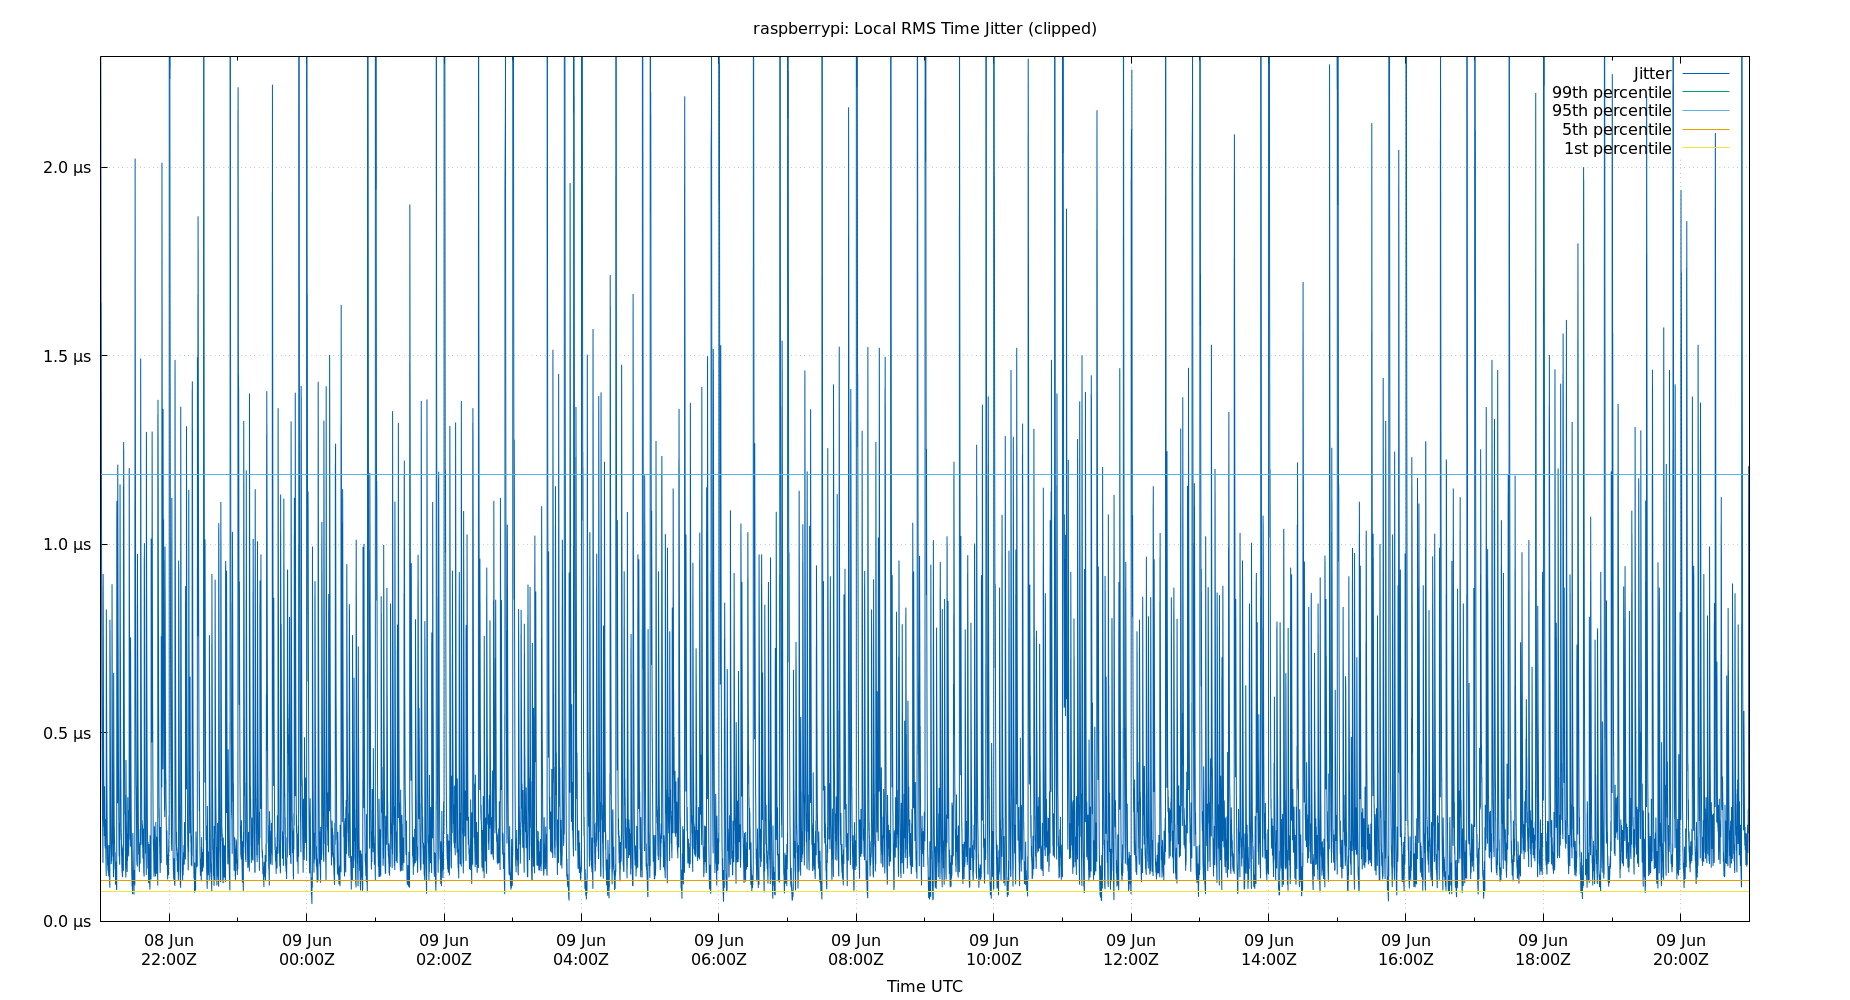 raspberrypi: Local RMS Time Jitter (clipped)
Jitter
99th percentile
95th percentile
5th percentile
1st percentile
2.0 µs
1.5 µs
1.0 µs
0.5 µs
0.0 µs
08 Jun 09 Jun 09 Jun 09 Jun 09 Jun 09 Jun 09 Jun 09 Jun 09 Jun 09 Jun 09 Jun 09 Jun
22:00Z 00:00Z 02:00Z 04:00Z 06:00Z 08:00Z 10:00Z 12:00Z 14:00Z 16:00Z 18:00Z 20:00Z
Time UTC